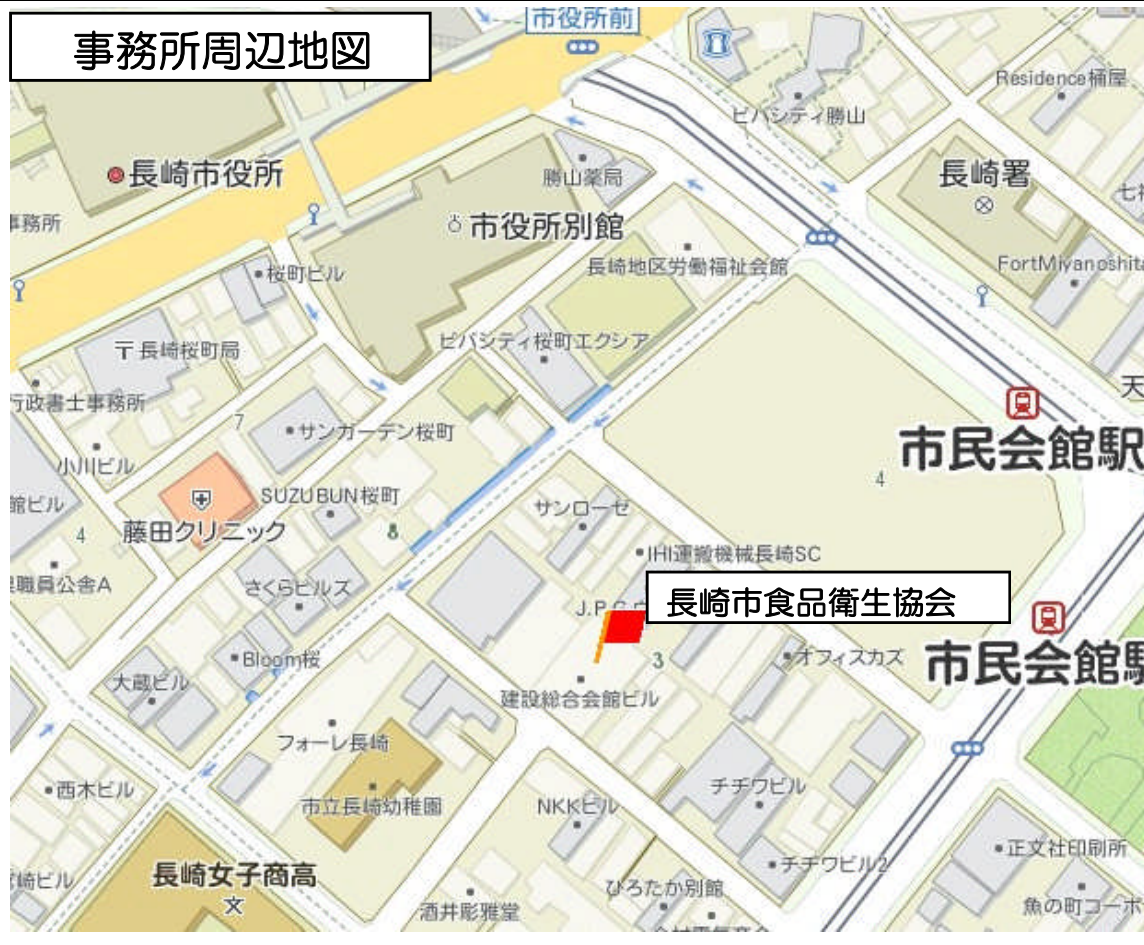 市役所前
事務所周辺地図
Residence桶屋
ビバシティ勝山
長崎市役所
勝山薬局
長崎署
事務所
市役所別館
長崎地区労働福祉会館
桜町ビル
FortMiyanoshita
〒長崎桜町局
ビバシティ桜町エクシア
行政書士事務所
7
サンガーデン桜町
市民会館駅
小川ビル
4
SUZUBUN桜町
館ビル
サンローゼ
4
藤田クリニック
8
IHI運搬機械長崎SC
職員公舎A
さくらビルズ
長崎市食品衛生協会
J.P.
3
オフィスカズ
市民会館駅
Bloom桜
大蔵ビル
建設総合会館ビル
フォーレ長崎
西木ビル
チヂワビル
市立長崎幼稚園
NKKビル
正文社印刷所
チヂワビル2
長崎女子商高
崎ビル
ひろたか別館
文
酒井彫雅堂
魚の町コーポ